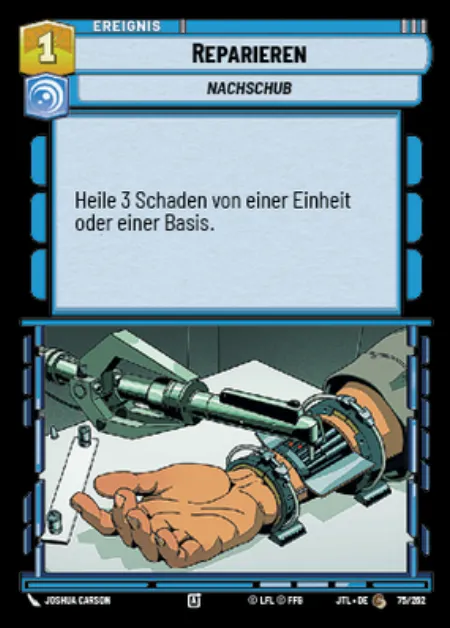 EREIGNIS
1
REPARIEREN
NACHSCHUB
Heile 3 Schaden von einer Einheit
oder einer Basis.
JOSHUA CARSON
© LFL © FFG
JTL • DE
75/262